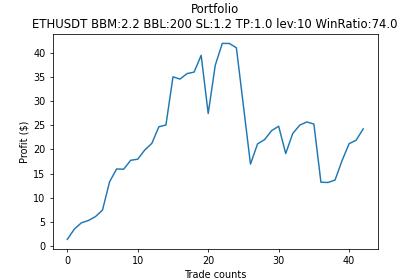 Portfolio
ETHUSDT BBM:2.2 BBL:200 SL:1.2 TP:1.0 lev:10 WinRatio:74.0
40
35
30
25
20
15
10
5
0
Profit ($)
0 10 20 30 40
Trade counts